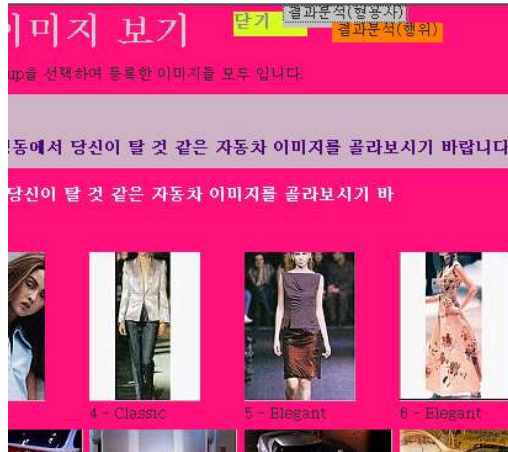 이미지 보기
닫기
결과분석(형용사)
결과분석(행위)
up을 선택하여 등록한 이미지들 모두 입니다.
행동에서 당신이 탈 것 같은 자동차 이미지를 골라보시기 바랍니다
당신이 탈 것 같은 자동차 이미지를 골라보시기 바
4 - Classic
5 - Elegant
6 - Elegant